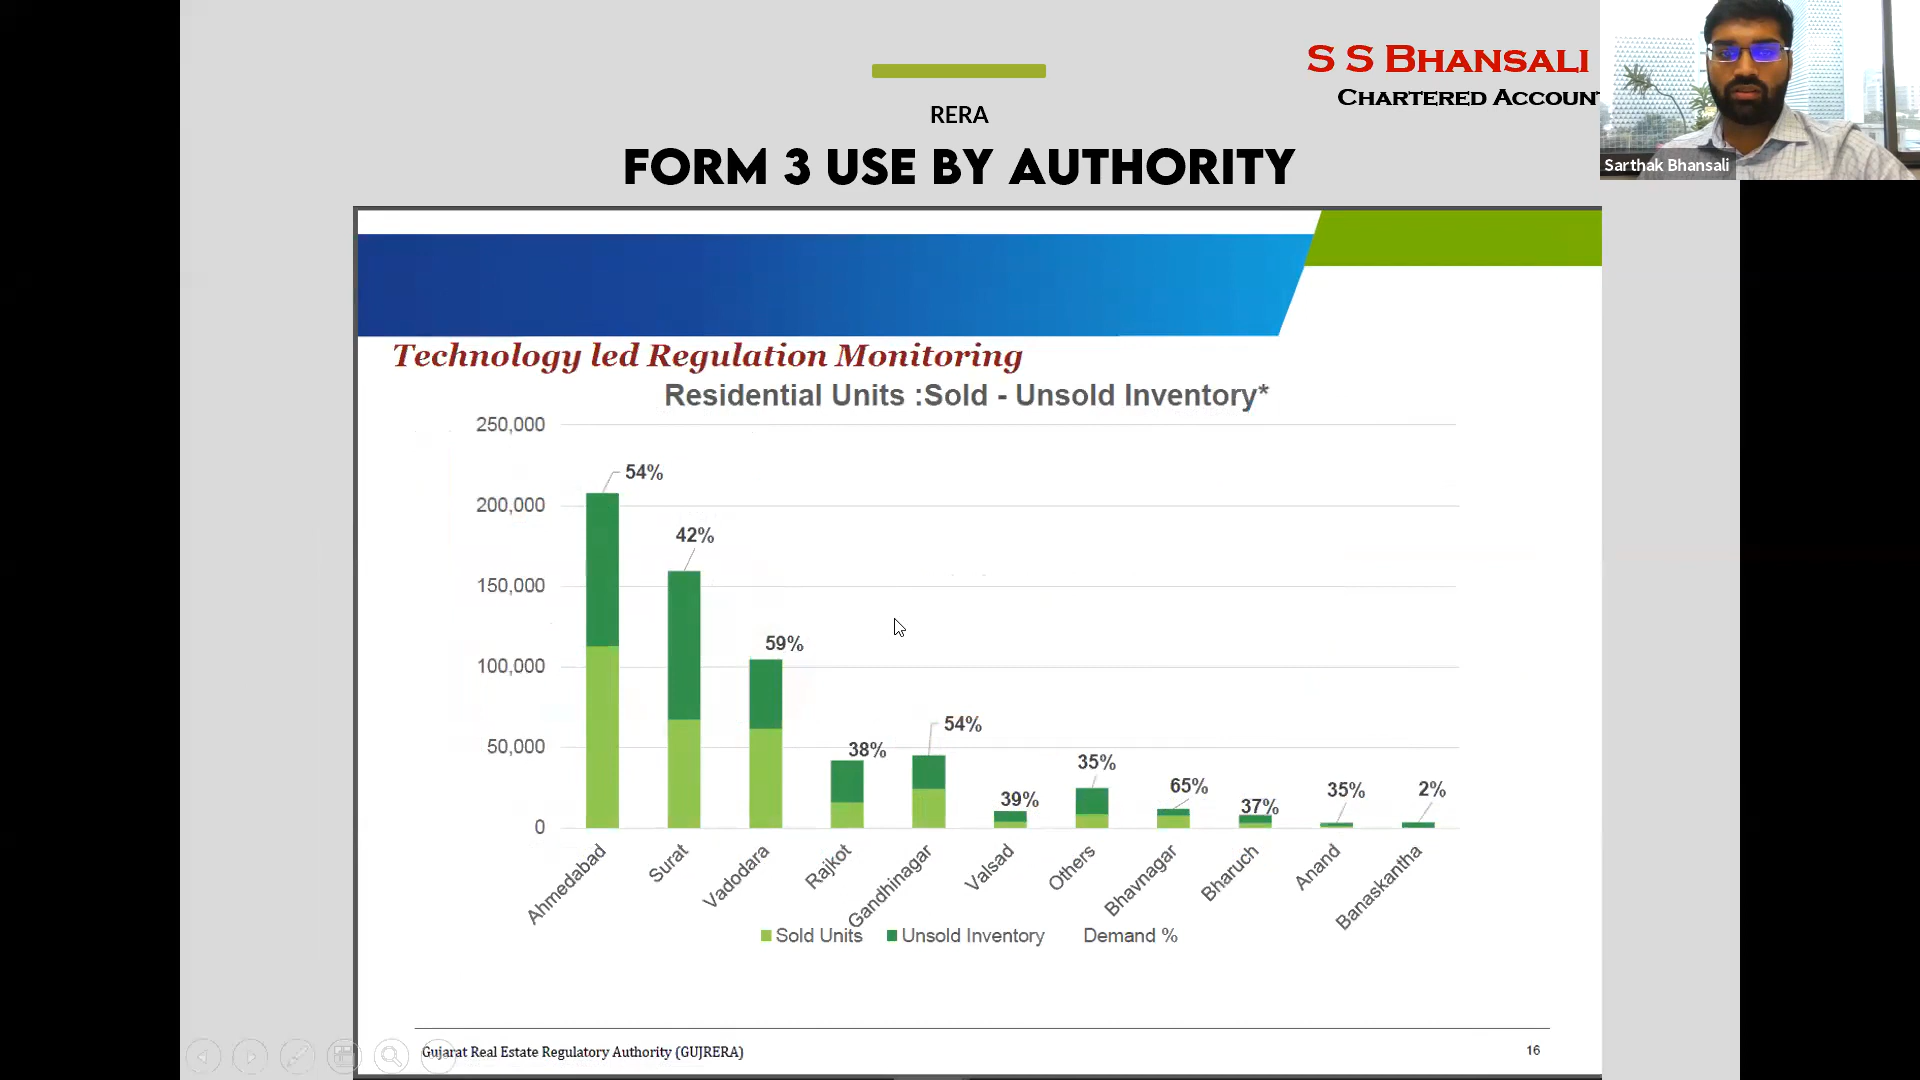 S S BHANSALI
CHARTERED ACCOUN
RERA
FORM 3 USE BY AUTHORITY
Sarthak Bhansali
Technology led Regulation Monitoring
Residential Units :Sold - Unsold Inventory*
250,000
200,000
150,000
100,000
50,000
0
54%
42%
59%
38%
54%
39%
35%
65%
37%
35%
2%
Ahmedabad
Surat
Vadodara
Rajkot
Gandhinagar
Valsad
Others
Bhavnagar
Bharuch
Anand
Banaskantha
Sold Units Unsold Inventory Demand %
Gujarat Real Estate Regulatory Authority (GUJRERA)
16